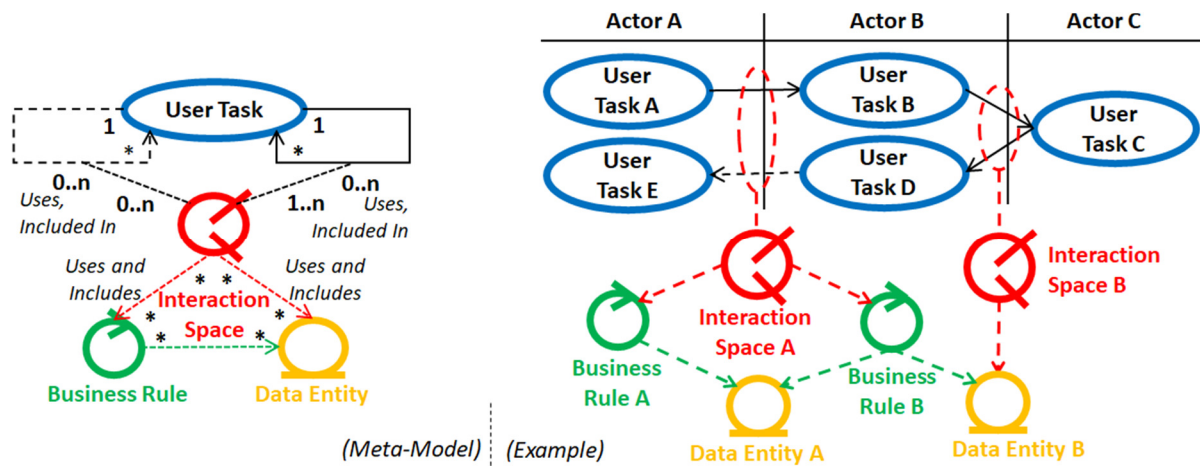 User Task
1
1
*
*
0..n
0..n
0..n
1..n
Uses,
Included In
Uses,
Included In
Uses and
Includes
Uses and
Includes
*
*
*
*
*
*
Interaction
Space
Business Rule
Data Entity
(Meta-Model)
Actor A
Actor B
Actor C
User
Task A
User
Task B
User
Task C
User
Task E
User
Task D
Interaction
Space A
Interaction
Space B
Business
Rule A
Business
Rule B
Data Entity A
Data Entity B
(Example)